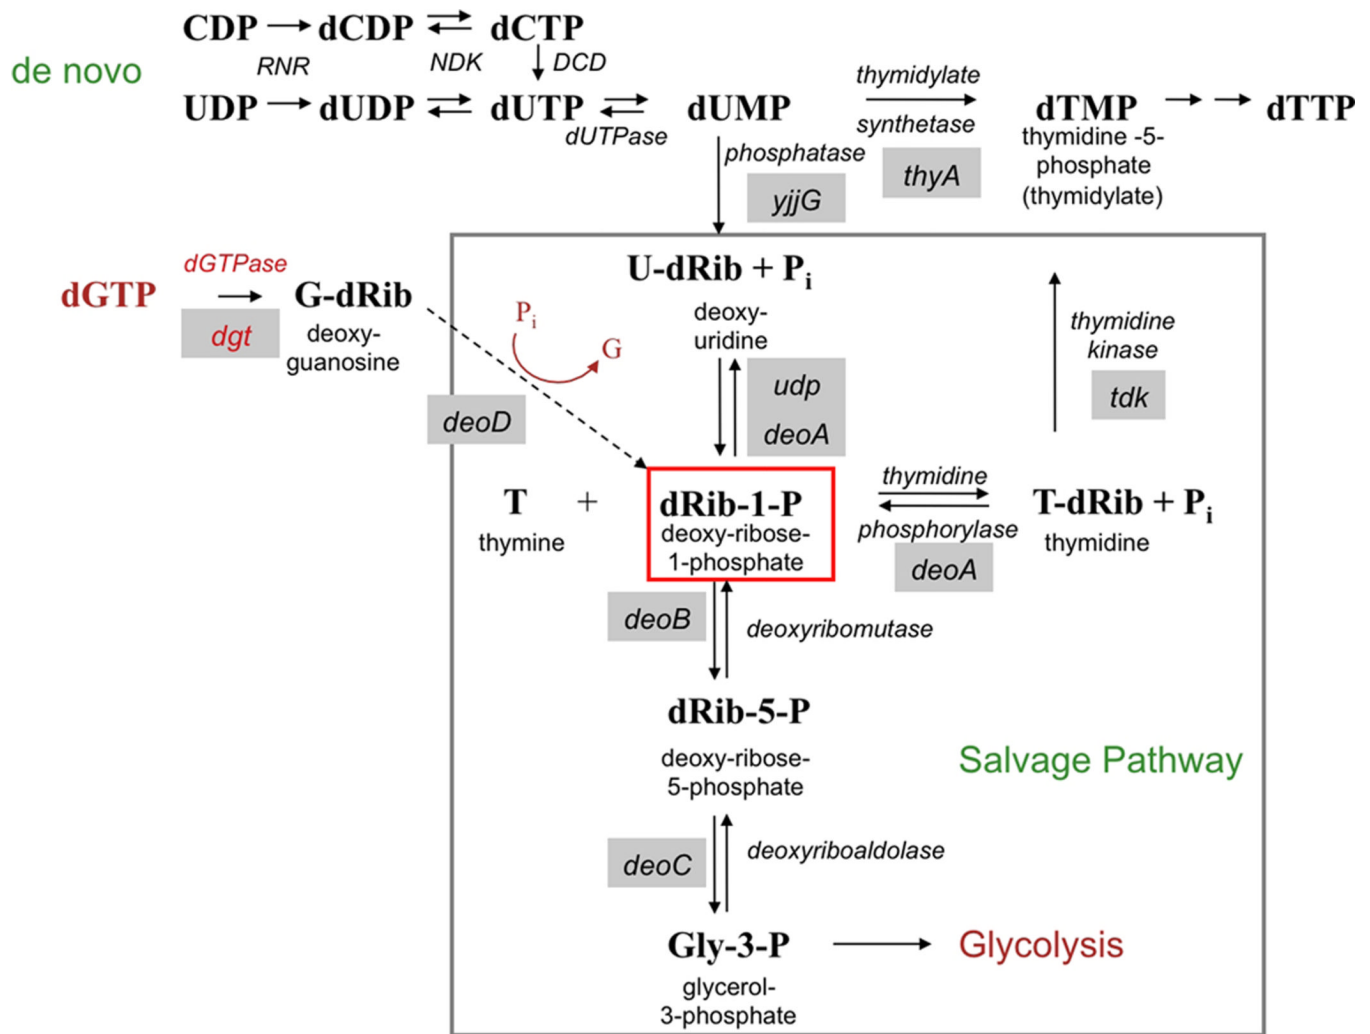 CDP dCDP dCTP
RNR NDK DCD
de novo
UDP dUDP dUTP dUMP dTMP dTTP
dUTPase
thymidylate
synthetase
thyA
thymidine -5-
phosphate
(thymidylate)
phosphatase
yjjG
dGTP
dGTPase
dgt
G-dRib
deoxy-
guanosine
Pi
G
deoD
U-dRib + Pi
deoxy-
uridine
udp
deoA
thymidine
kinase
tdk
T +
thymine
dRib-1-P
deoxy-ribose-
1-phosphate
thymidine
phosphorylase
deoA
T-dRib + Pi
thymidine
deoB
deoxyribomutase
dRib-5-P
deoxy-ribose-
5-phosphate
Salvage Pathway
deoC
deoxyriboaldolase
Gly-3-P
Glycolysis
glycerol-
3-phosphate